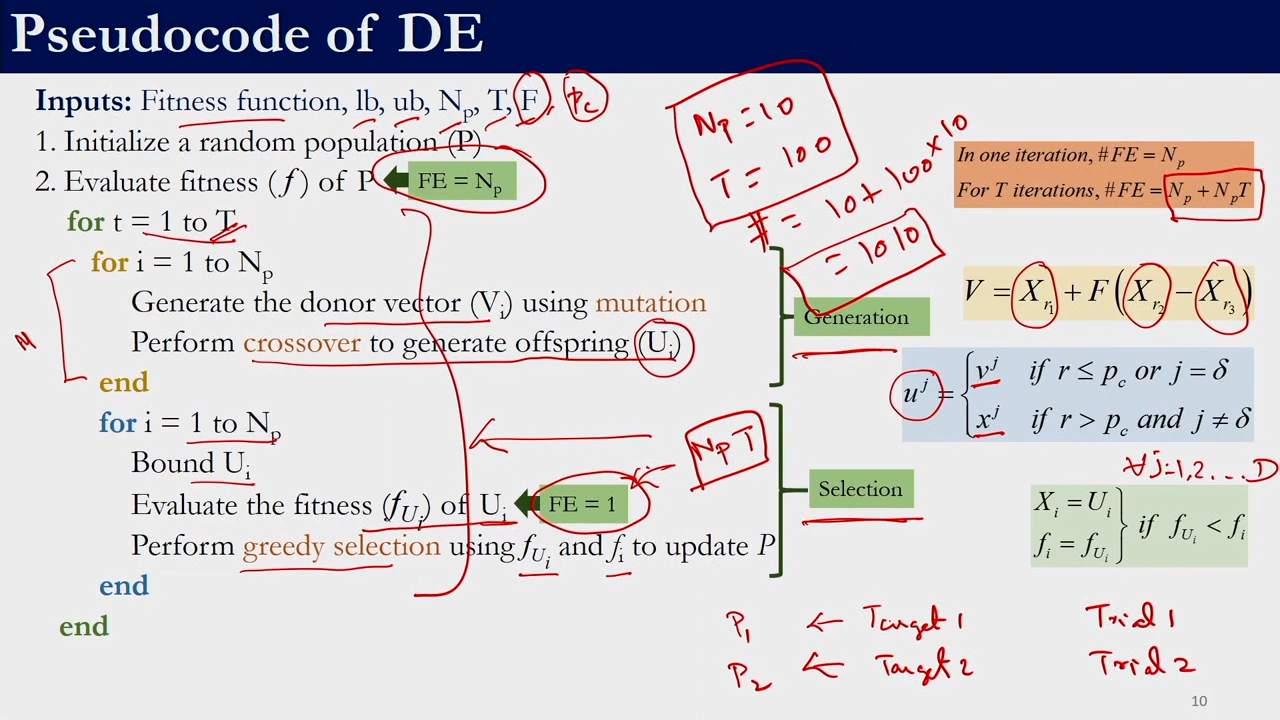 Pseudocode of DE
Inputs: Fitness function, lb, ub, Np, T, F, pc
1. Initialize a random population (P)
2. Evaluate fitness (f) of P
FE = Np
for t = 1 to T
for i = 1 to Np
Generate the donor vector (Vi) using mutation
Perform crossover to generate offspring (Ui)
end
for i = 1 to Np
Bound Ui
Evaluate the fitness (fUi) of Ui
FE = 1
Perform greedy selection using fUi and fi to update P
end
end
Np = 10
T = 100
# = 10 + 100 × 10
= 1010
Generation
NpT
Selection
In one iteration, #FE = Np
For T iterations, #FE = Np + NpT
V = Xr1 + F(Xr2 − Xr3)
uj = { vj if r ≤ pc or j = δ
xj if r > pc and j ≠ δ
∀j=1,2...D
Xi = Ui
fi = fUi } if fUi < fi
P1 ← Target 1 Trial 1
P2 ← Target 2 Trial 2
10